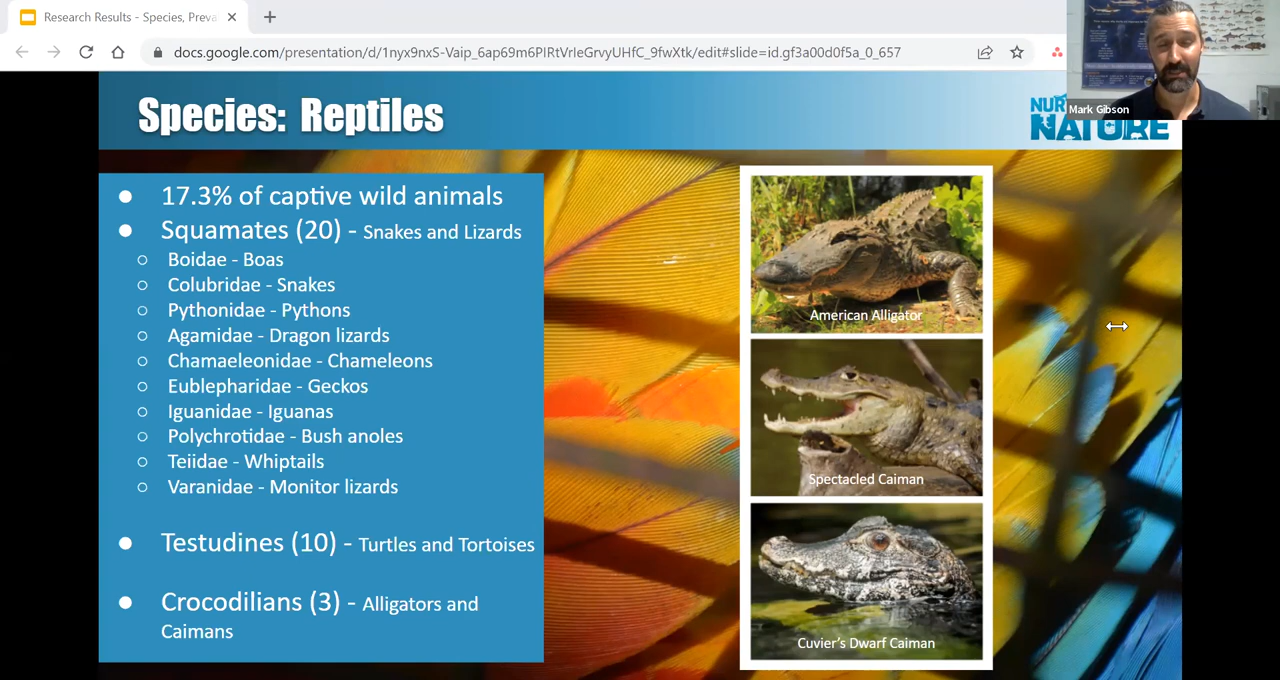 Research Results - Species, Preva
docs.google.com/presentation/d/1nyx9nxS-Vaip_6ap69m6PIRtVrIeGrvyUHfC_9fwXtk/edit#slide=id.gf3a00d0f5a_0_657
Mark Gibson
Species: Reptiles
NUR
NATURE
● 17.3% of captive wild animals
● Squamates (20) - Snakes and Lizards
○ Boidae - Boas
○ Colubridae - Snakes
○ Pythonidae - Pythons
○ Agamidae - Dragon lizards
○ Chamaeleonidae - Chameleons
○ Eublepharidae - Geckos
○ Iguanidae - Iguanas
○ Polychrotidae - Bush anoles
○ Teiidae - Whiptails
○ Varanidae - Monitor lizards
● Testudines (10) - Turtles and Tortoises
● Crocodilians (3) - Alligators and
Caimans
American Alligator
Spectacled Caiman
Cuvier's Dwarf Caiman